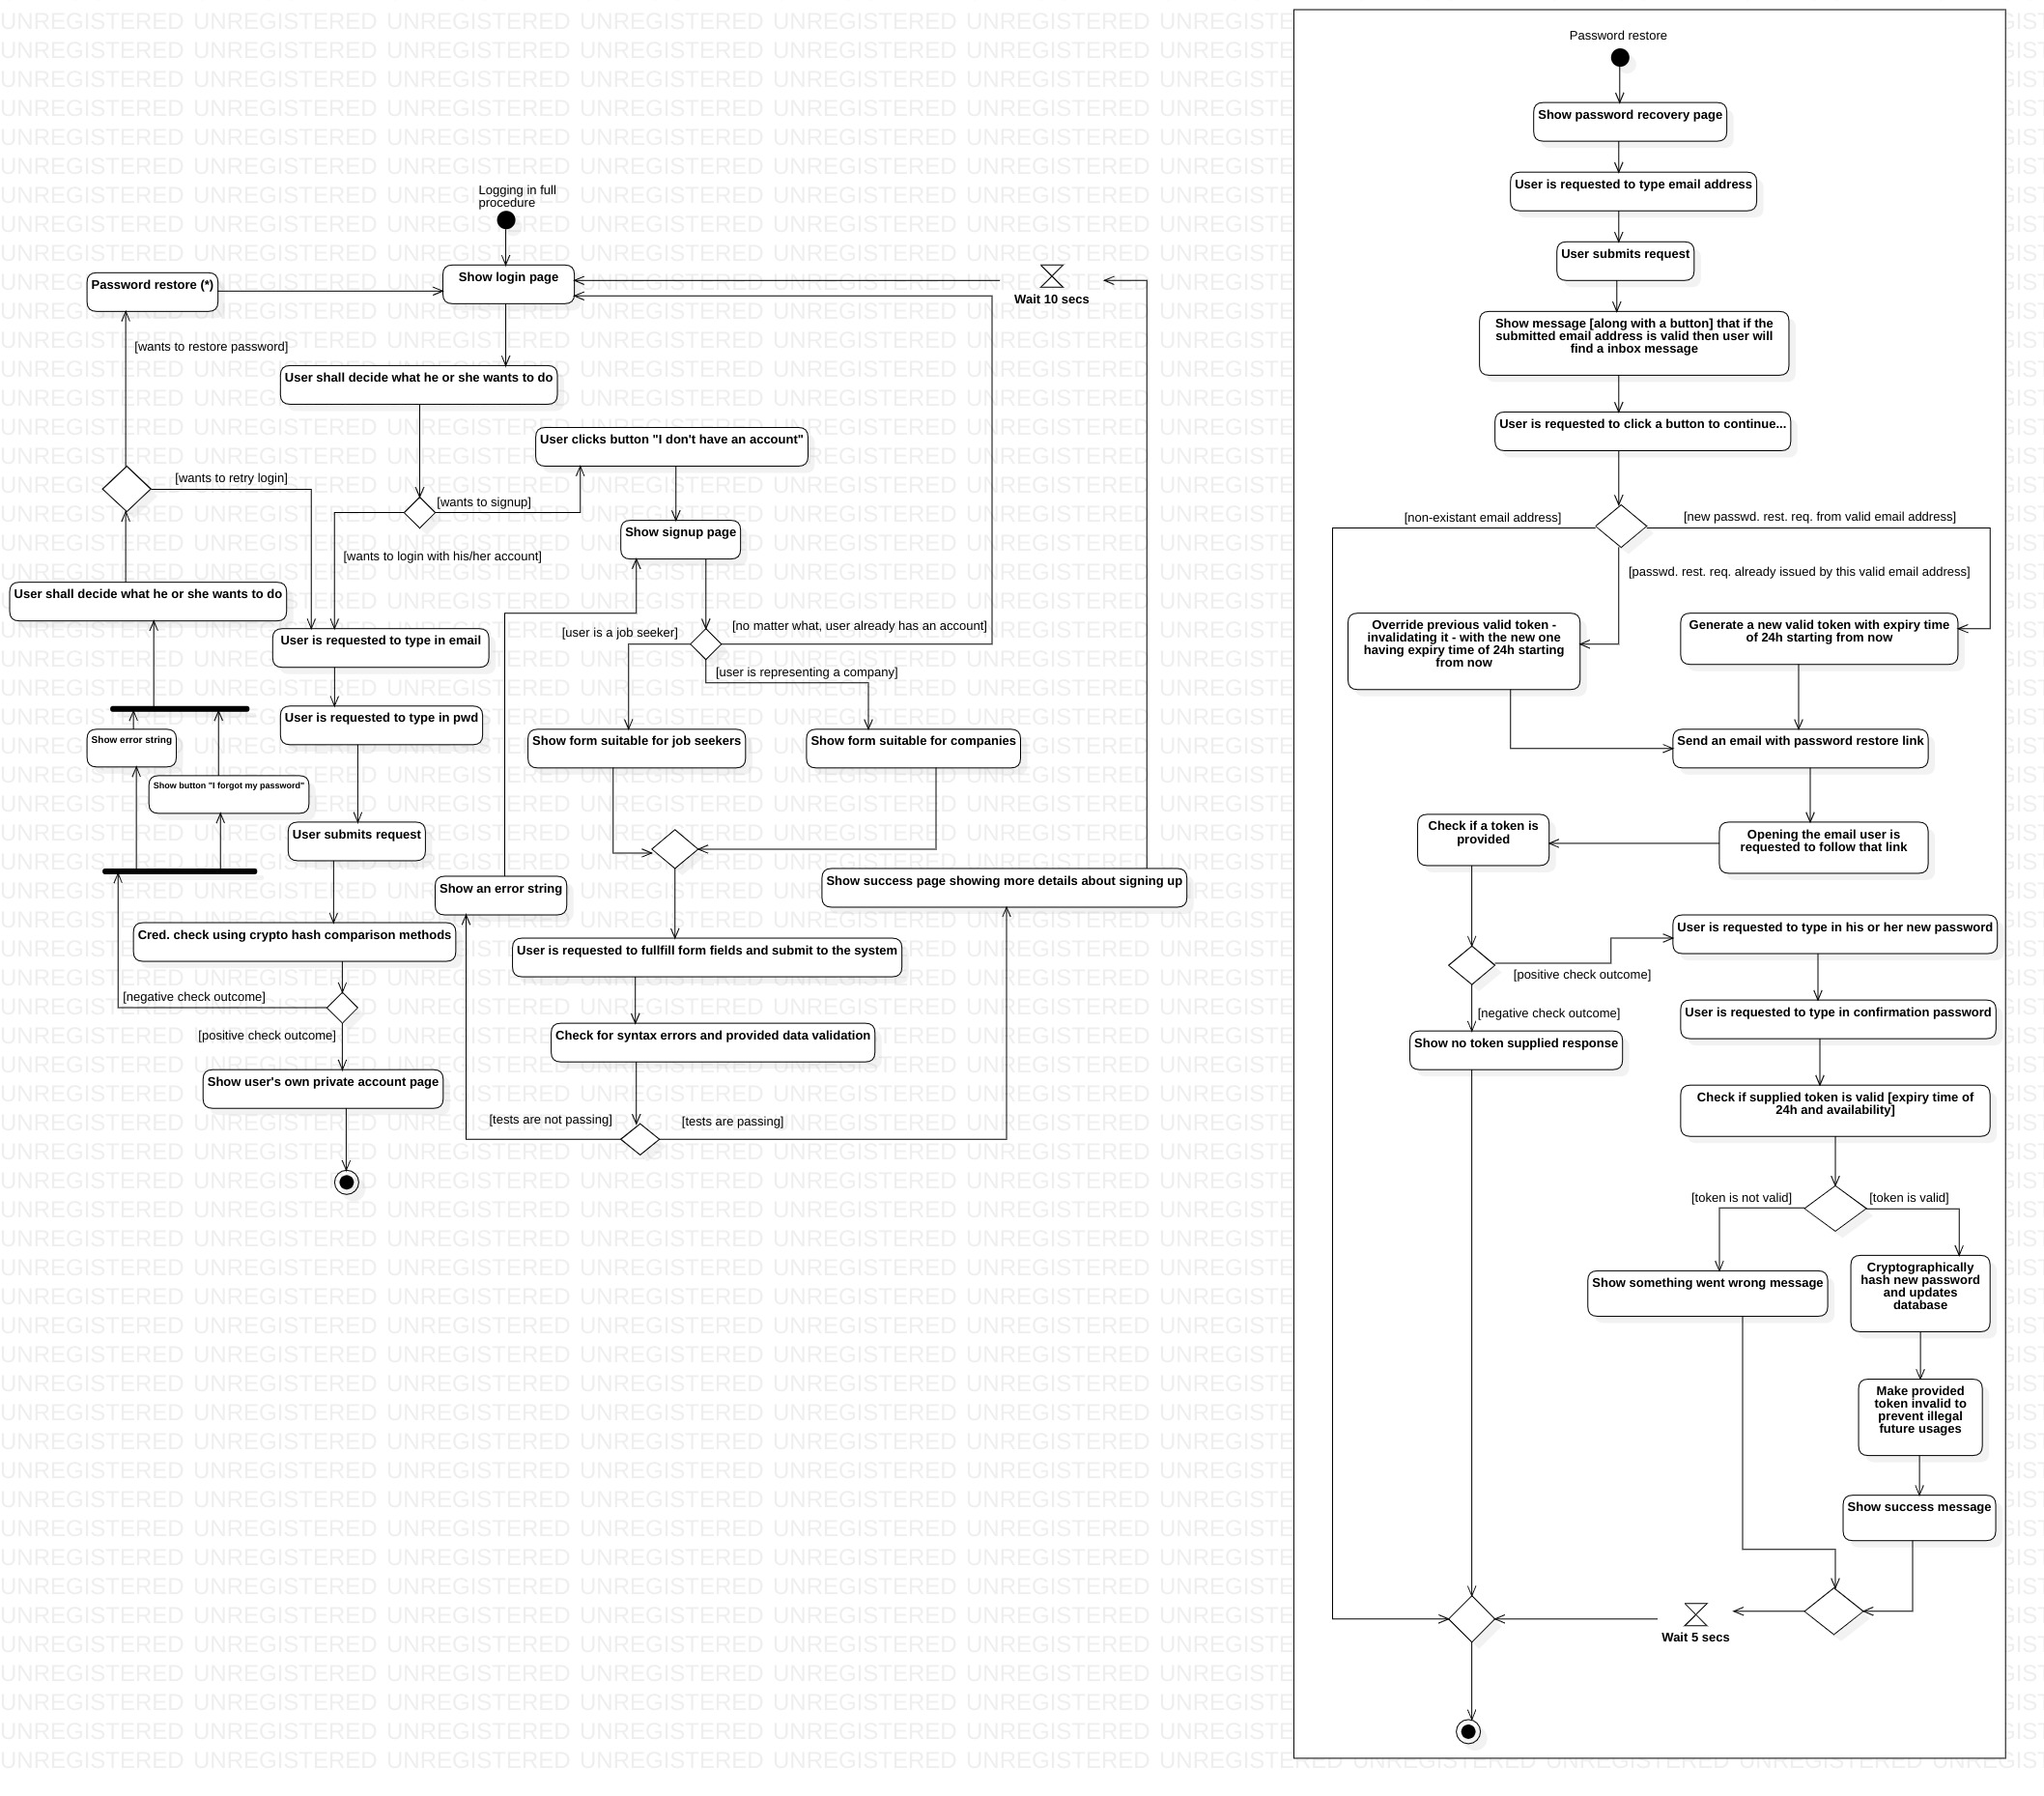 Logging in full
procedure
Show login page
Password restore (*)
Wait 10 secs
[wants to restore password]
User shall decide what he or she wants to do
User clicks button "I don't have an account"
[wants to retry login]
[wants to signup]
Show signup page
[wants to login with his/her account]
User shall decide what he or she wants to do
User is requested to type in email
[user is a job seeker]
[no matter what, user already has an account]
[user is representing a company]
User is requested to type in pwd
Show error string
Show form suitable for job seekers
Show form suitable for companies
Show button "I forgot my password"
User submits request
Show an error string
Show success page showing more details about signing up
Cred. check using crypto hash comparison methods
User is requested to fullfill form fields and submit to the system
[negative check outcome]
[positive check outcome]
Check for syntax errors and provided data validation
Show user's own private account page
[tests are not passing]
[tests are passing]
Password restore
Show password recovery page
User is requested to type email address
User submits request
Show message [along with a button] that if the
submitted email address is valid then user will
find a inbox message
User is requested to click a button to continue...
[non-existant email address]
[new passwd. rest. req. from valid email address]
[passwd. rest. req. already issued by this valid email address]
Override previous valid token -
invalidating it - with the new one
having expiry time of 24h starting
from now
Generate a new valid token with expiry time
of 24h starting from now
Send an email with password restore link
Check if a token is
provided
Opening the email user is
requested to follow that link
User is requested to type in his or her new password
[positive check outcome]
[negative check outcome]
User is requested to type in confirmation password
Show no token supplied response
Check if supplied token is valid [expiry time of
24h and availability]
[token is not valid]
[token is valid]
Show something went wrong message
Cryptographically
hash new password
and updates
database
Make provided
token invalid to
prevent illegal
future usages
Show success message
Wait 5 secs